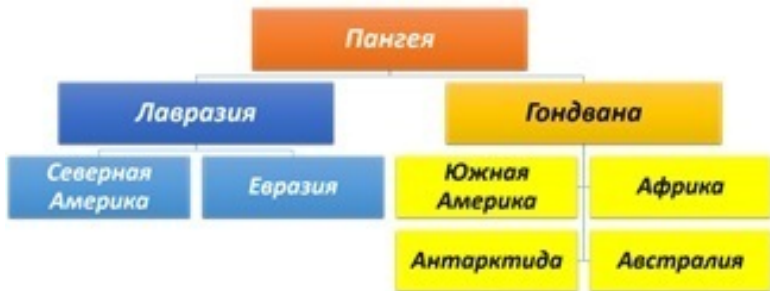 Пангея
Лавразия
Гондвана
Северная
Америка
Евразия
Южная
Америка
Африка
Антарктида
Австралия